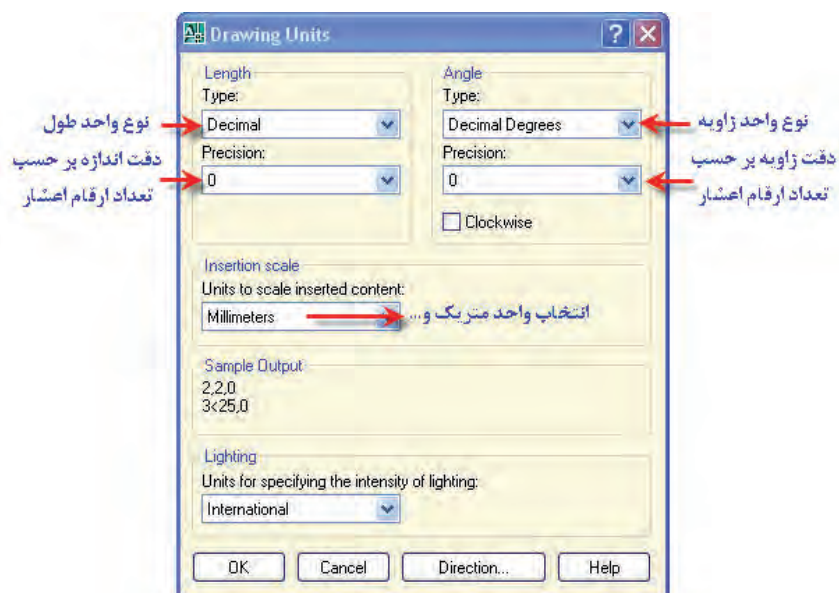 Drawing Units
Length
Type:
Decimal
Precision:
0
Angle
Type:
Decimal Degrees
Precision:
0
Clockwise
نوع واحد طول
دقت اندازه بر حسب
تعداد ارقام اعشار
نوع واحد زاویه
دقت زاویه بر حسب
تعداد ارقام اعشار
Insertion scale
Units to scale inserted content:
Millimeters
انتخاب واحد متریک و...
Sample Output
2,2,0
3<25,0
Lighting
Units for specifying the intensity of lighting:
International
OK Cancel Direction... Help